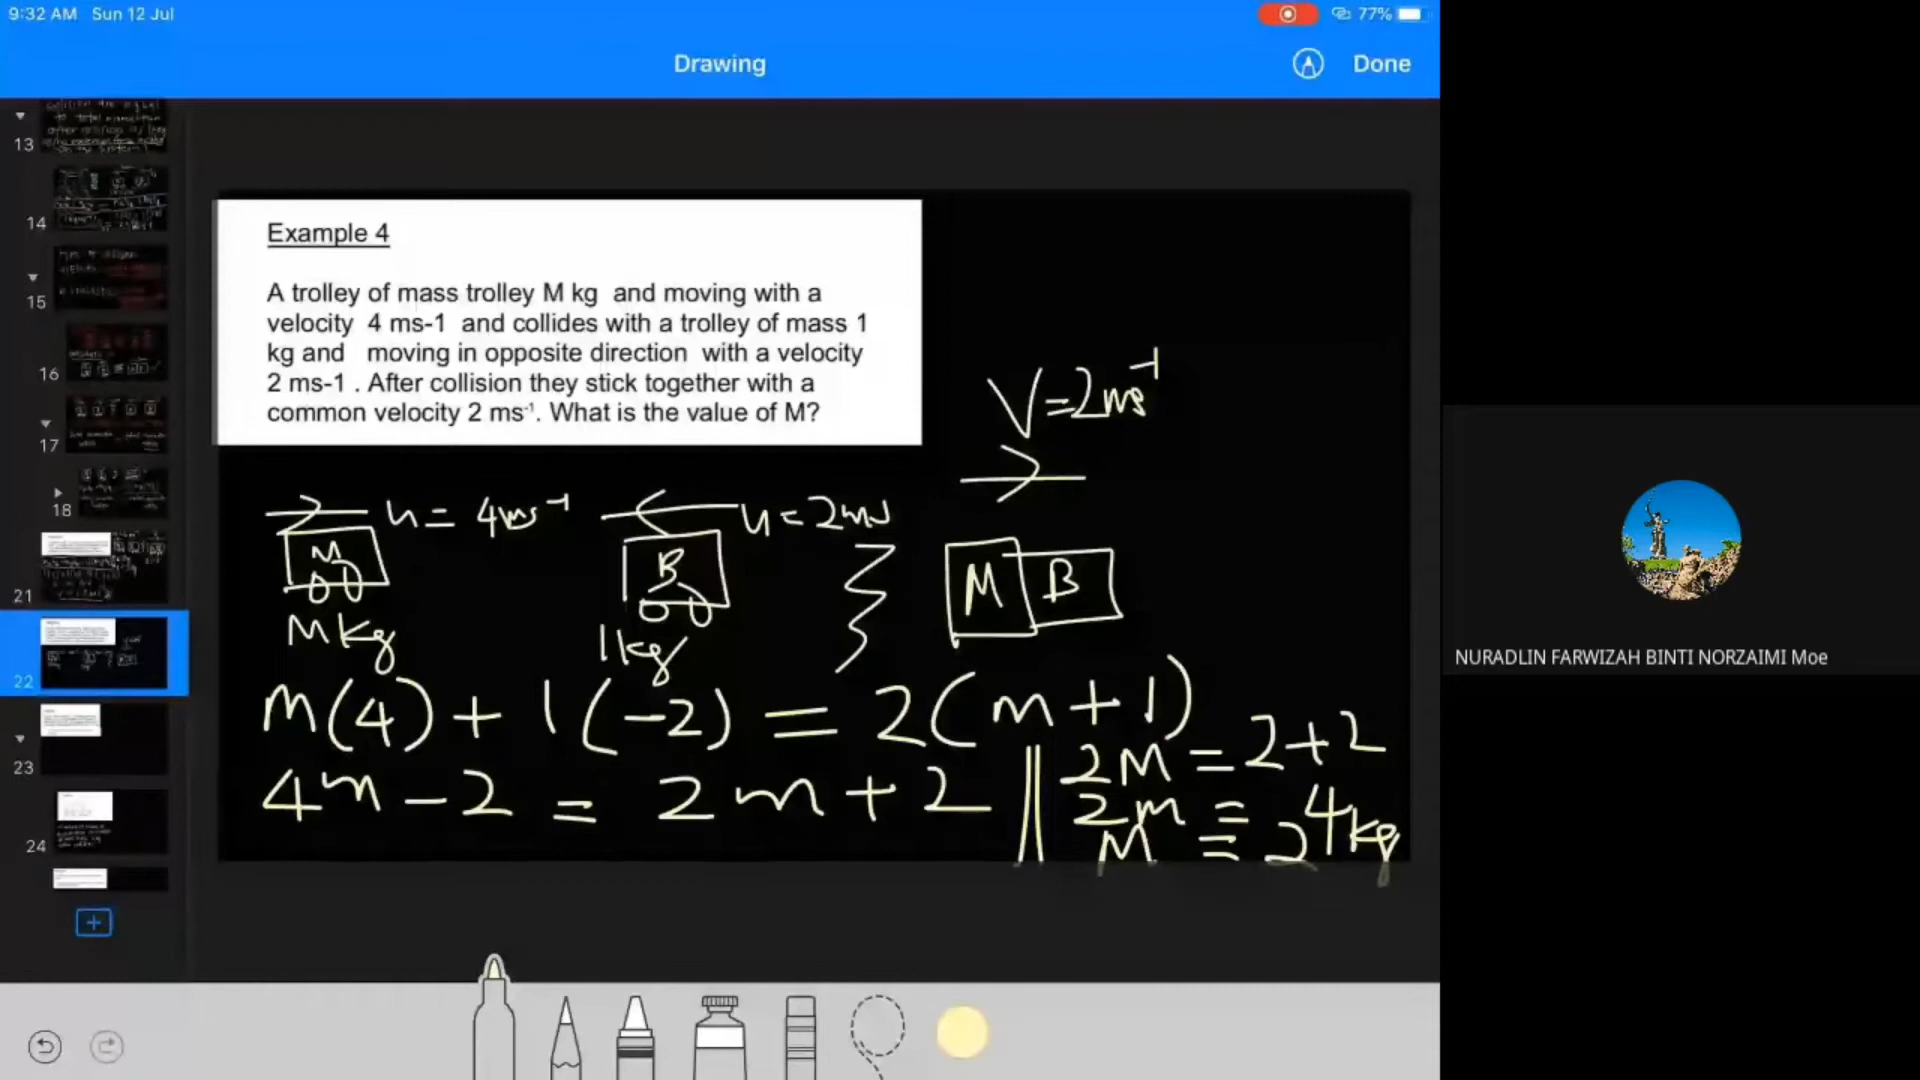 9:32 AM Sun 12 Jul
77%
Drawing
Done
13
14
15
16
17
18
21
22
23
24
Example 4
A trolley of mass trolley M kg and moving with a
velocity 4 ms-1 and collides with a trolley of mass 1
kg and moving in opposite direction with a velocity
2 ms-1 . After collision they stick together with a
common velocity 2 ms⁻¹. What is the value of M?
V=2ms⁻¹
u= 4ms⁻¹
u= 2ms
M
B
M B
Mkg
1kg
m(4)+1(-2)=2(m+1)
4m-2=2m+2
2M=2+2
2m=4kg
M=2
NURADLIN FARWIZAH BINTI NORZAIMI Moe